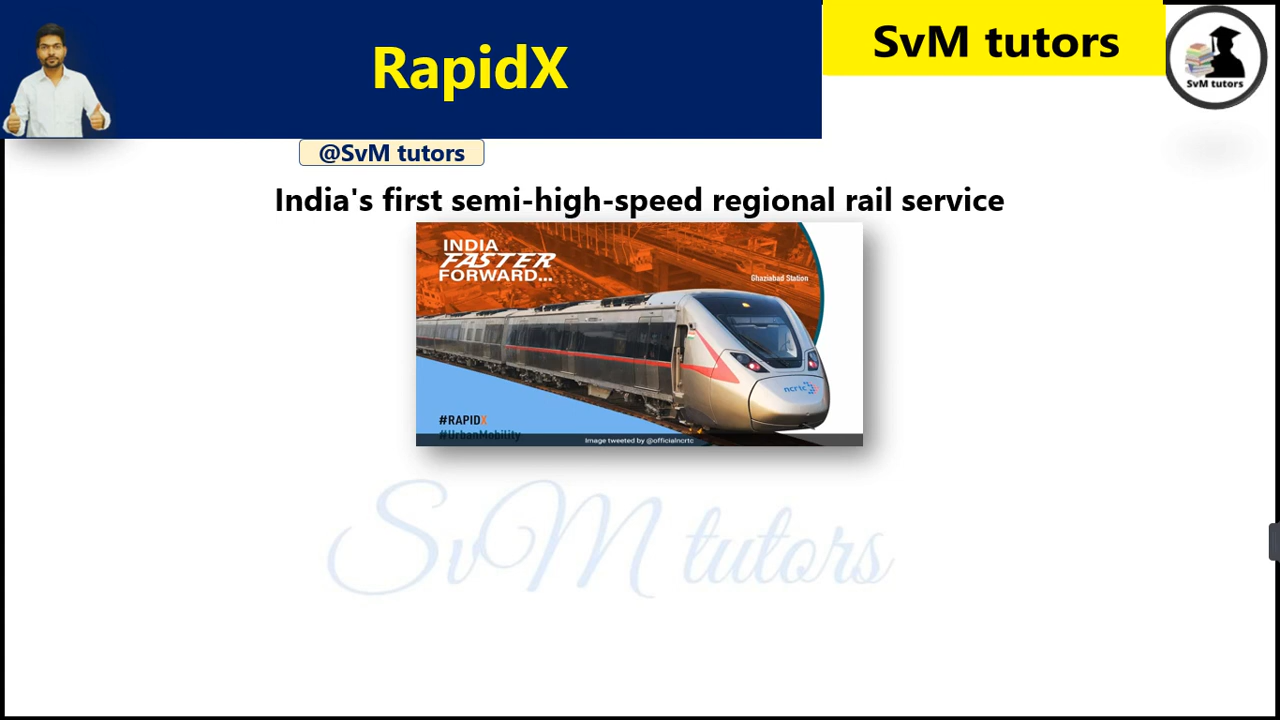 RapidX
SvM tutors
SvM tutors
@SvM tutors
India's first semi-high-speed regional rail service
INDIA
FASTER
FORWARD...
Ghaziabad Station
ncrtc
#RAPIDX
#UrbanMobility
Image tweeted by @officialncrtc
SvM tutors